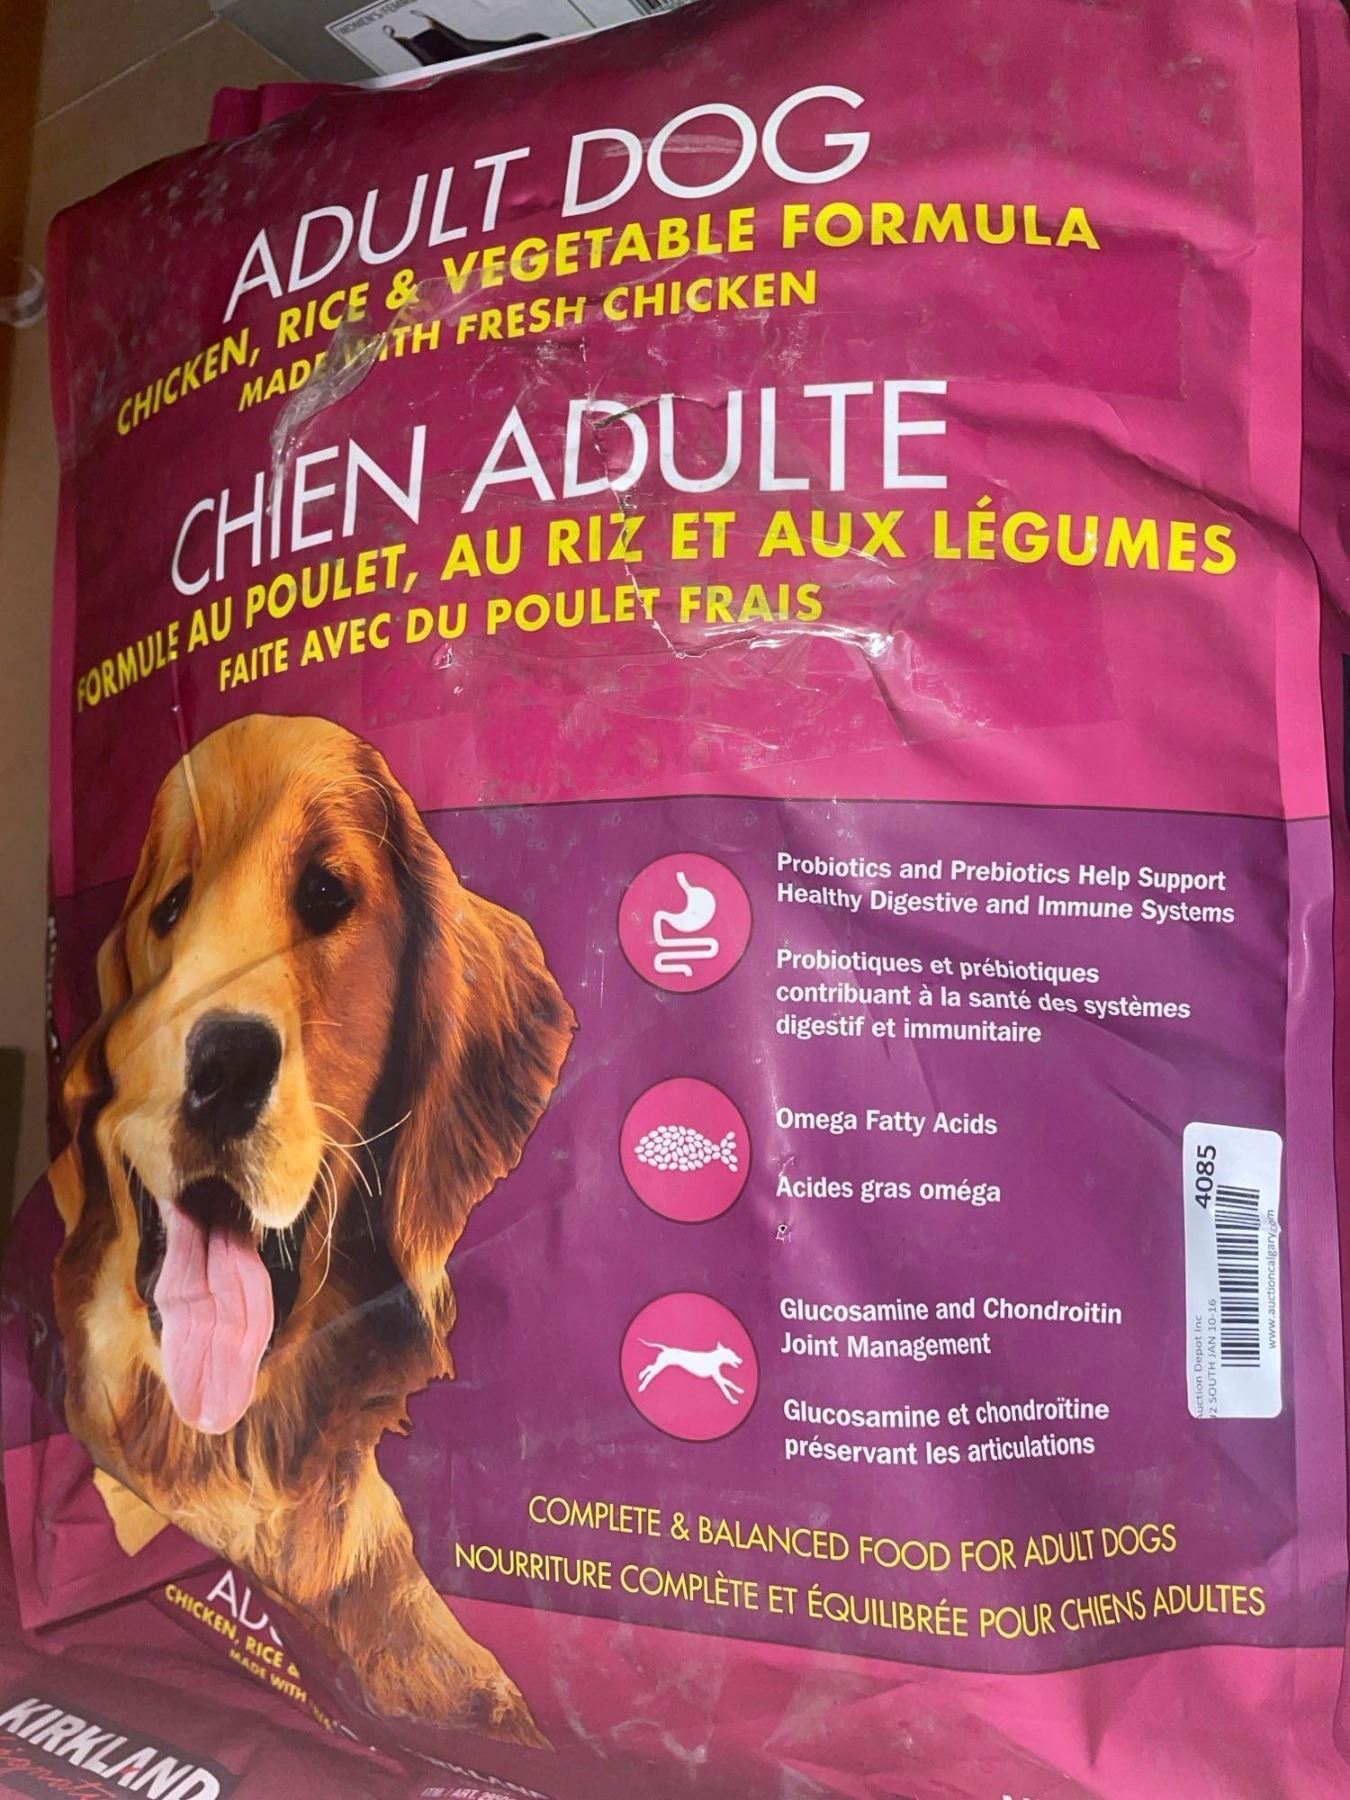 WOMEN'S/FEMM
ADULT DOG
CHICKEN, RICE & VEGETABLE FORMULA
MADE WITH FRESH CHICKEN
CHIEN ADULTE
FORMULE AU POULET, AU RIZ ET AUX LÉGUMES
FAITE AVEC DU POULET FRAIS
Probiotics and Prebiotics Help Support
Healthy Digestive and Immune Systems
Probiotiques et prébiotiques
contribuant à la santé des systèmes
digestif et immunitaire
Omega Fatty Acids
Acides gras oméga
Glucosamine and Chondroitin
Joint Management
Glucosamine et chondroïtine
préservant les articulations
4085
Auction Depot Inc
SOUTH JAN 10-16
www.auctioncalgary.com
COMPLETE & BALANCED FOOD FOR ADULT DOGS
NOURRITURE COMPLÈTE ET ÉQUILIBRÉE POUR CHIENS ADULTES
CHICKEN, RICE &
MADE WITH
KIRKLAND